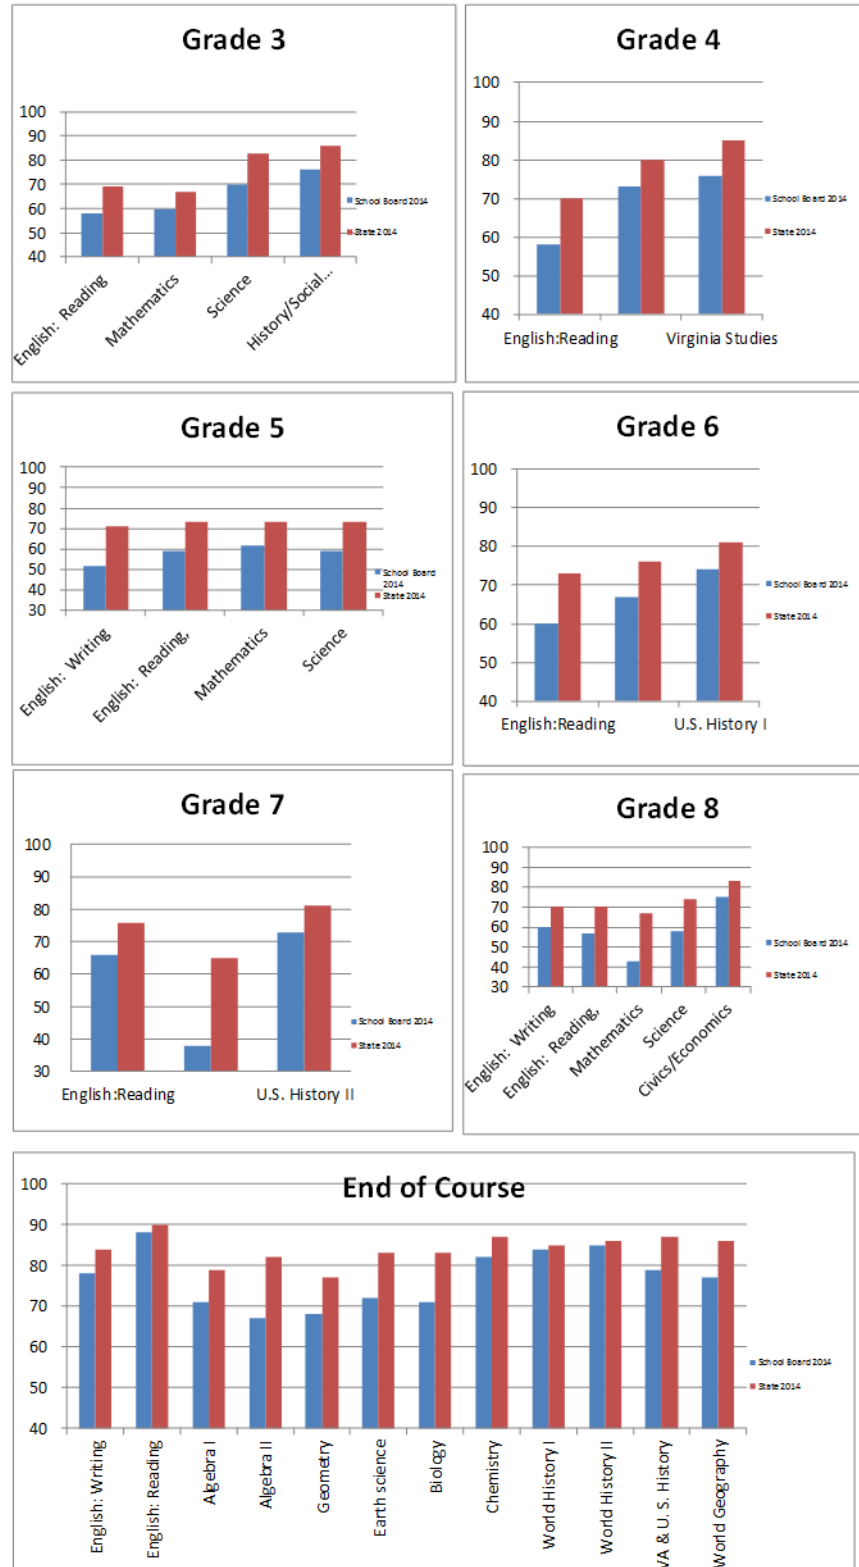 Grade 3
100
90
80
70
60
50
40
School Board 2014
State 2014
English: Reading
Mathematics
Science
History/Social...
Grade 4
100
90
80
70
60
50
40
School Board 2014
State 2014
English:Reading
Virginia Studies
Grade 5
100
90
80
70
60
50
40
30
School Board
2014
State 2014
English: Writing
English: Reading,
Mathematics
Science
Grade 6
100
90
80
70
60
50
40
School Board 2014
State 2014
English:Reading
U.S. History I
Grade 7
100
90
80
70
60
50
40
30
School Board 2014
State 2014
English:Reading
U.S. History II
Grade 8
100
90
80
70
60
50
40
30
School Board 2014
State 2014
English: Writing
English: Reading,
Mathematics
Science
Civics/Economics
End of Course
100
90
80
70
60
50
40
School Board 2014
State 2014
English: Writing
English: Reading
Algebra I
Algebra II
Geometry
Earth science
Biology
Chemistry
World History I
World History II
VA & U. S. History
World Geography